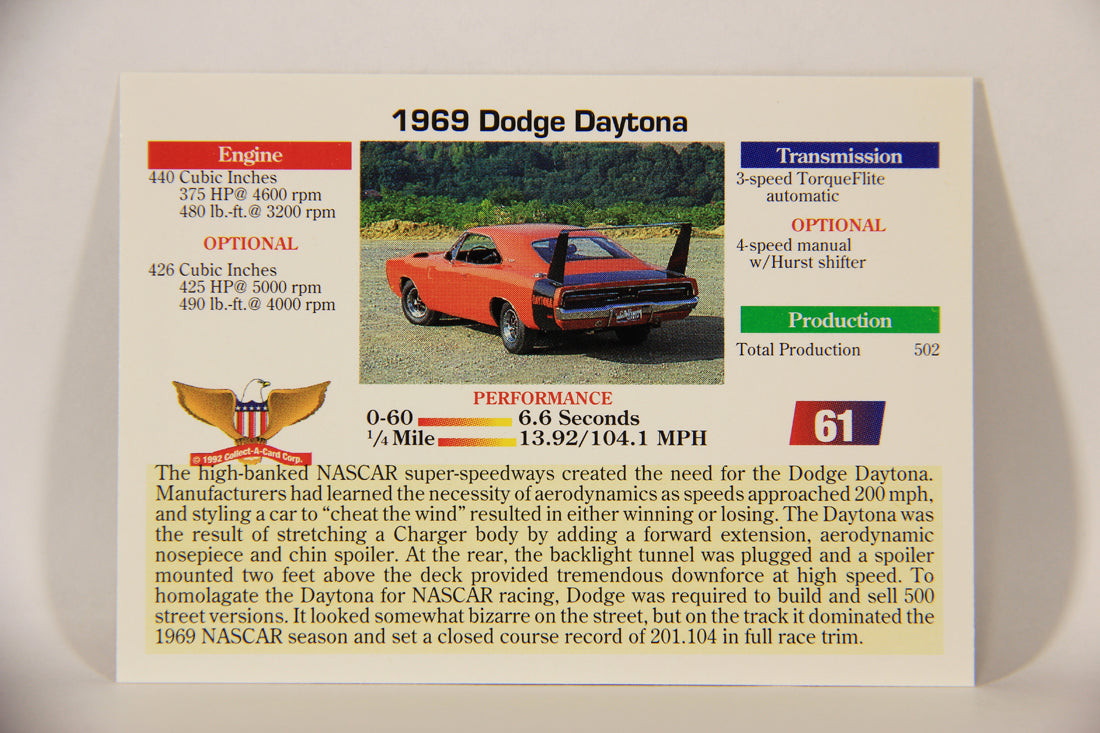 1969 Dodge Daytona
Engine
440 Cubic Inches
375 HP@ 4600 rpm
480 lb.-ft.@ 3200 rpm
OPTIONAL
426 Cubic Inches
425 HP@ 5000 rpm
490 lb.-ft.@ 4000 rpm
DAYTONA
Transmission
3-speed TorqueFlite
automatic
OPTIONAL
4-speed manual
w/Hurst shifter
Production
Total Production 502
PERFORMANCE
0-60 6.6 Seconds
1/4 Mile 13.92/104.1 MPH
61
© 1992 Collect-A-Card Corp.
The high-banked NASCAR super-speedways created the need for the Dodge Daytona.
Manufacturers had learned the necessity of aerodynamics as speeds approached 200 mph,
and styling a car to “cheat the wind” resulted in either winning or losing. The Daytona was
the result of stretching a Charger body by adding a forward extension, aerodynamic
nosepiece and chin spoiler. At the rear, the backlight tunnel was plugged and a spoiler
mounted two feet above the deck provided tremendous downforce at high speed. To
homolagate the Daytona for NASCAR racing, Dodge was required to build and sell 500
street versions. It looked somewhat bizarre on the street, but on the track it dominated the
1969 NASCAR season and set a closed course record of 201.104 in full race trim.